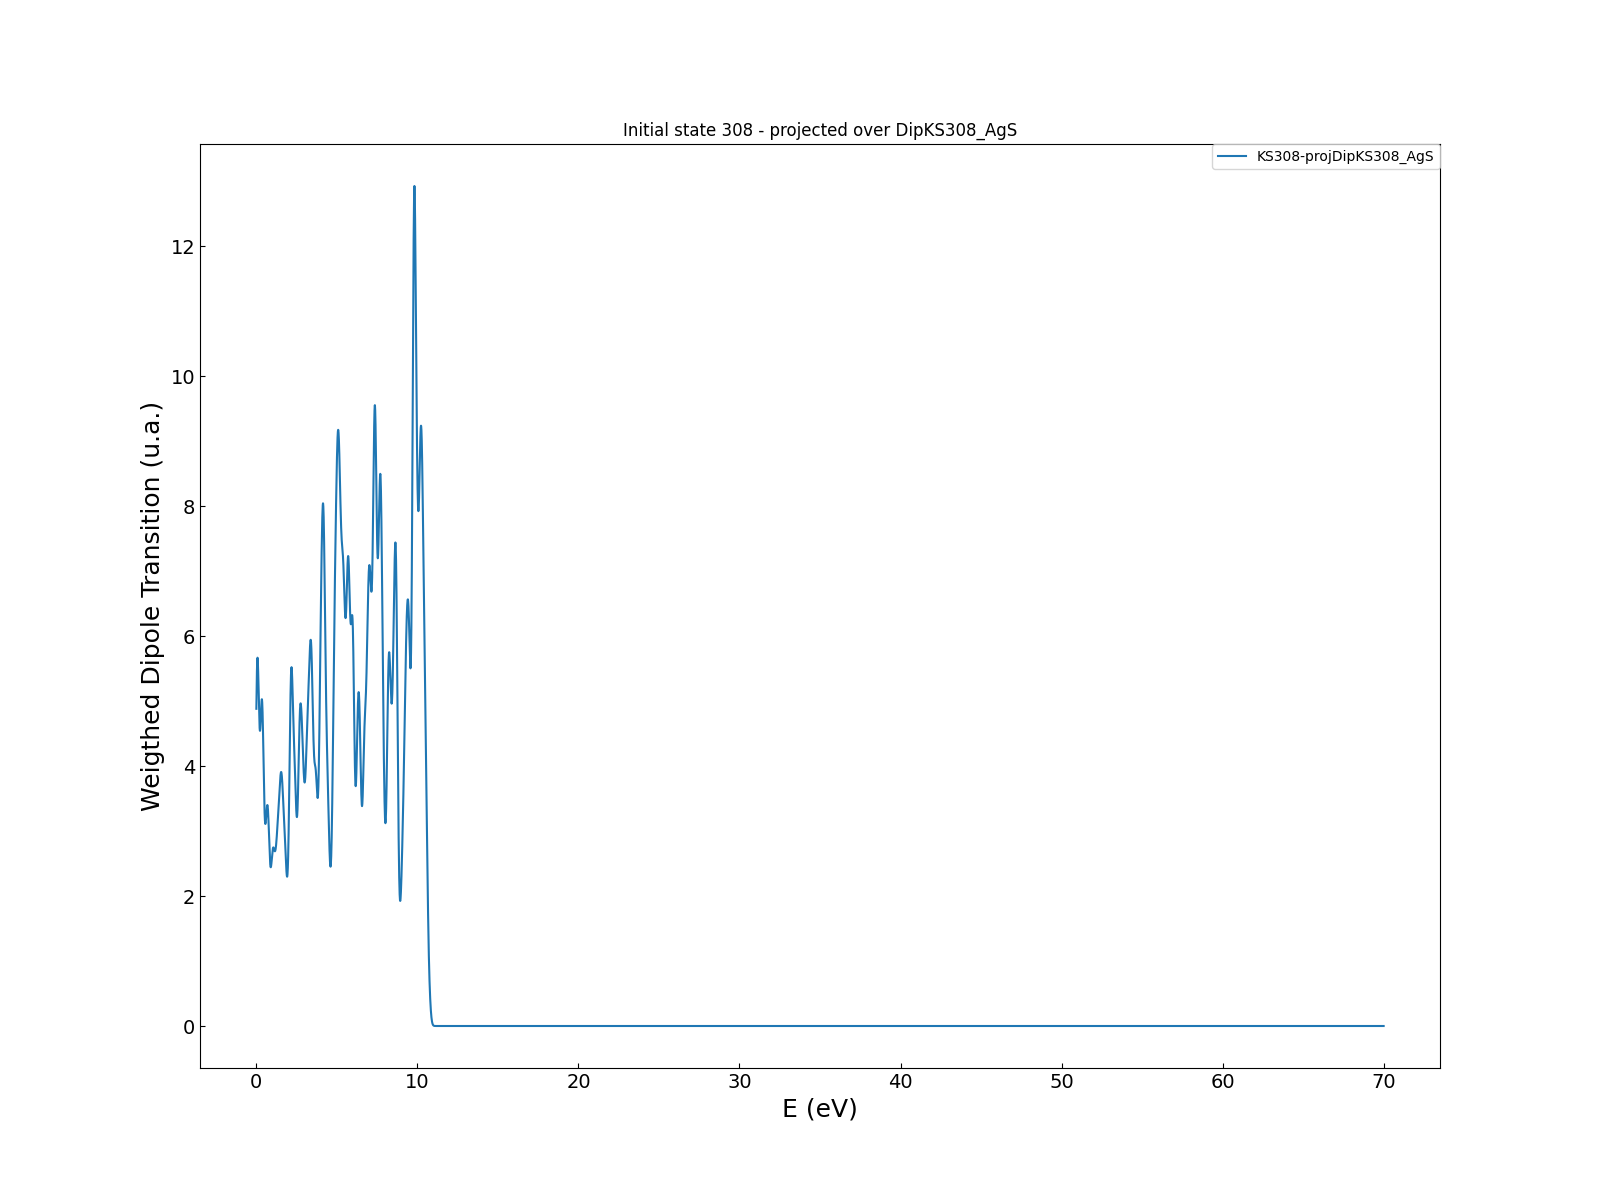 Initial state 308 - projected over DipKS308_AgS
KS308-projDipKS308_AgS
Weigthed Dipole Transition (u.a.)
12
10
8
6
4
2
0
0 10 20 30 40 50 60 70
E (eV)